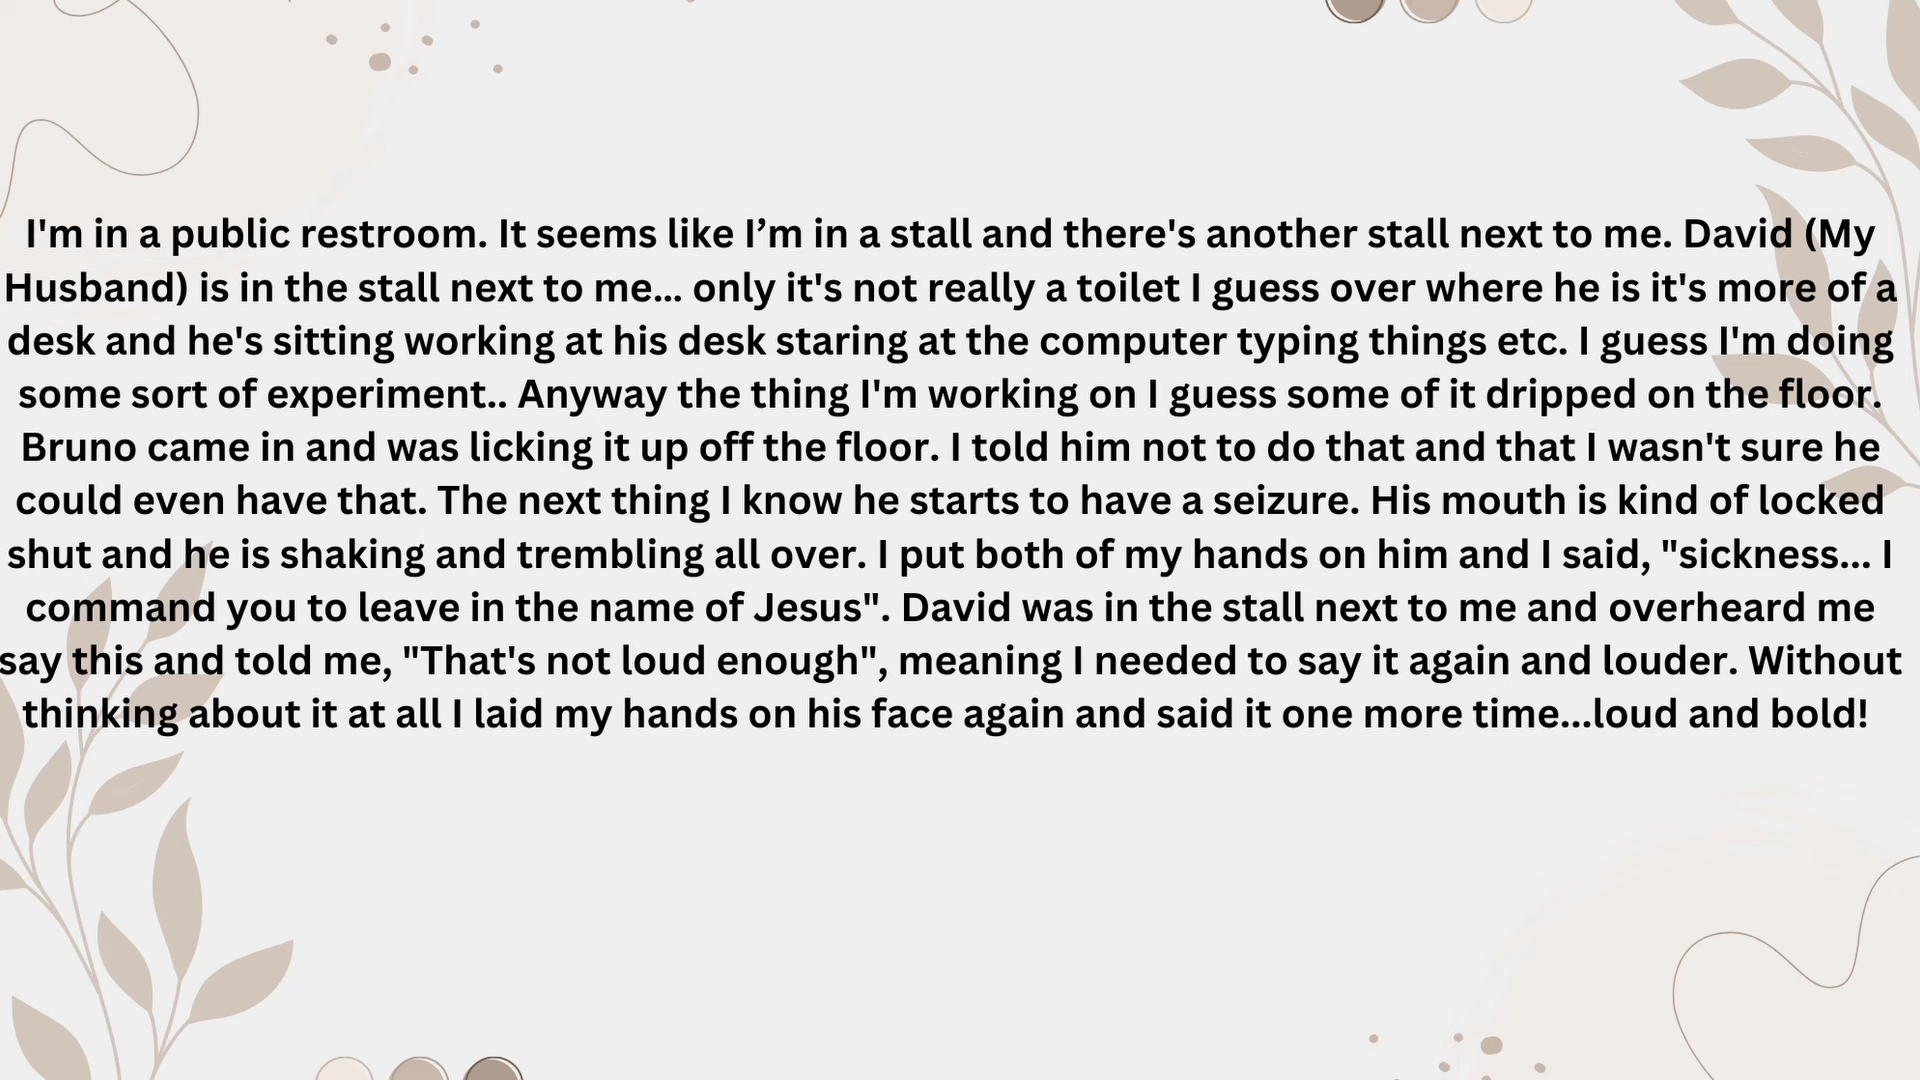 I'm in a public restroom. It seems like I’m in a stall and there's another stall next to me. David (My
Husband) is in the stall next to me... only it's not really a toilet I guess over where he is it's more of a
desk and he's sitting working at his desk staring at the computer typing things etc. I guess I'm doing
some sort of experiment.. Anyway the thing I'm working on I guess some of it dripped on the floor.
Bruno came in and was licking it up off the floor. I told him not to do that and that I wasn't sure he
could even have that. The next thing I know he starts to have a seizure. His mouth is kind of locked
shut and he is shaking and trembling all over. I put both of my hands on him and I said, "sickness... I
command you to leave in the name of Jesus". David was in the stall next to me and overheard me
say this and told me, "That's not loud enough", meaning I needed to say it again and louder. Without
thinking about it at all I laid my hands on his face again and said it one more time...loud and bold!